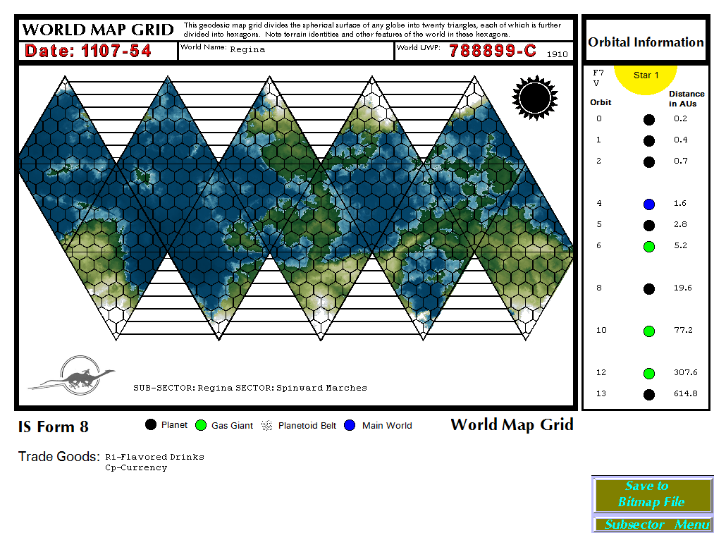 WORLD MAP GRID
This geodesic map grid divides the spherical surface of any globe into twenty triangles, each of which is further
divided into hexagons. Note terrain identities and other features of the world in these hexagons.
Date: 1107-54
World Name: Regina
World UWP: 788899-C 1910
Orbital Information
F7
V
Star 1
Orbit
Distance
in AUs
0 0.2
1 0.4
2 0.7
4 1.6
5 2.8
6 5.2
8 19.6
10 77.2
12 307.6
13 614.8
SUB-SECTOR: Regina SECTOR: Spinward Marches
IS Form 8
Planet Gas Giant Planetoid Belt Main World
World Map Grid
Trade Goods: Ri-Flavored Drinks
Cp-Currency
Save to
Bitmap File
Subsector Menu